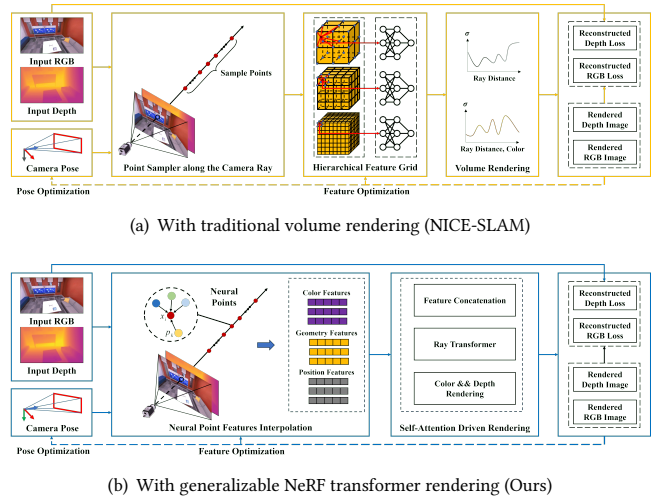 Input RGB
Input Depth
Camera Pose
Pose Optimization
Sample Points
Point Sampler along the Camera Ray
Hierarchical Feature Grid
Feature Optimization
σ
Ray Distance
σ
Ray Distance, Color
Volume Rendering
Reconstructed
Depth Loss
Reconstructed
RGB Loss
Rendered
Depth Image
Rendered
RGB Image
(a) With traditional volume rendering (NICE-SLAM)
Input RGB
Input Depth
Camera Pose
Pose Optimization
Neural
Points
Color Features
Geometry Features
Position Features
Neural Point Features Interpolation
Feature Optimization
Feature Concatenation
Ray Transformer
Color && Depth
Rendering
Self-Attention Driven Rendering
Reconstructed
Depth Loss
Reconstructed
RGB Loss
Rendered
Depth Image
Rendered
RGB Image
(b) With generalizable NeRF transformer rendering (Ours)